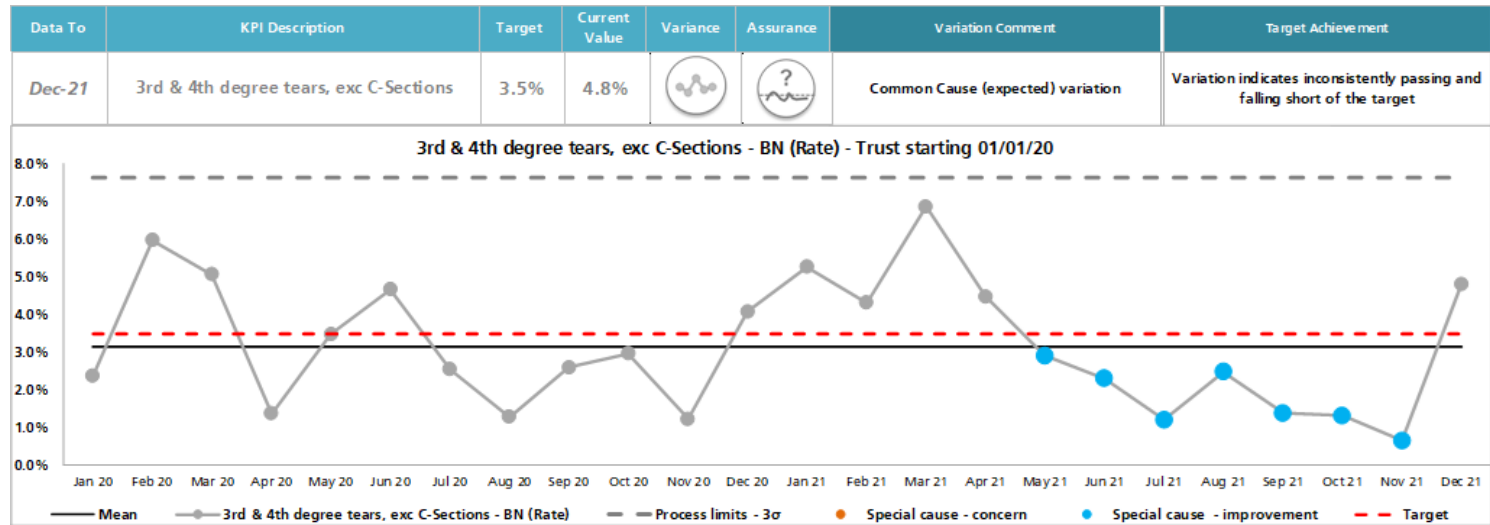 Data To KPI Description Target Current Value Variance Assurance Variation Comment Target Achievement
Dec-21 3rd & 4th degree tears, exc C-Sections 3.5% 4.8% ? Common Cause (expected) variation Variation indicates inconsistently passing and falling short of the target
3rd & 4th degree tears, exc C-Sections - BN (Rate) - Trust starting 01/01/20
8.0%
7.0%
6.0%
5.0%
4.0%
3.0%
2.0%
1.0%
0.0%
Jan 20 Feb 20 Mar 20 Apr 20 May 20 Jun 20 Jul 20 Aug 20 Sep 20 Oct 20 Nov 20 Dec 20 Jan 21 Feb 21 Mar 21 Apr 21 May 21 Jun 21 Jul 21 Aug 21 Sep 21 Oct 21 Nov 21 Dec 21
Mean 3rd & 4th degree tears, exc C-Sections - BN (Rate) Process limits - 3σ Special cause - concern Special cause - improvement Target